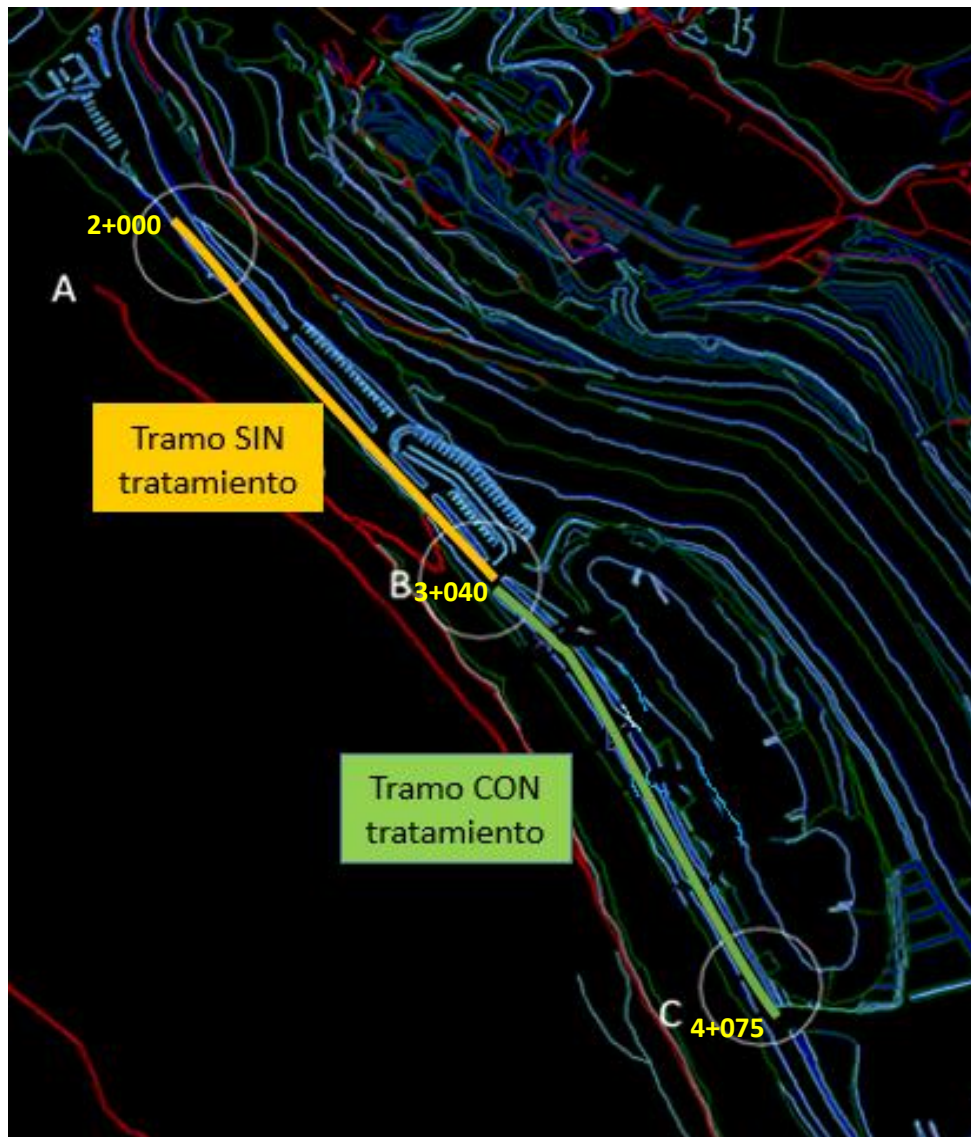 2+000
A
Tramo SIN
tratamiento
B
3+040
Tramo CON
tratamiento
C
4+075